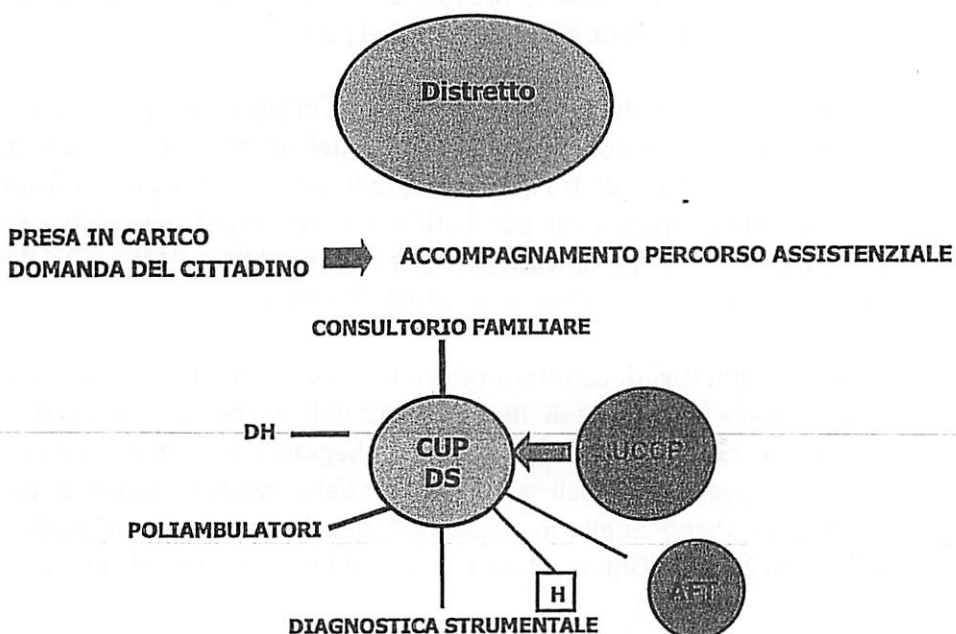 Distretto
PRESA IN CARICO
DOMANDA DEL CITTADINO
ACCOMPAGNAMENTO PERCORSO ASSISTENZIALE
CONSULTORIO FAMILIARE
DH
CUP
DS
UCCP
POLIAMBULATORI
H
AFT
DIAGNOSTICA STRUMENTALE